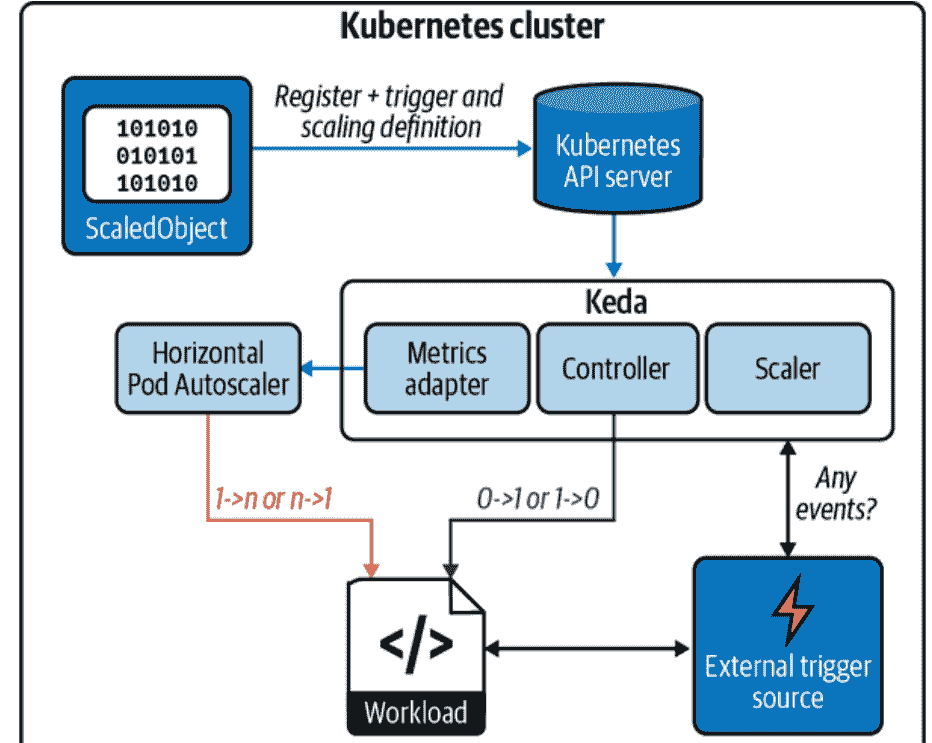 Kubernetes cluster
Register + trigger and
scaling definition
101010
010101
101010
ScaledObject
Kubernetes
API server
Keda
Horizontal
Pod Autoscaler
Metrics
adapter
Controller
Scaler
1->n or n->1
0->1 or 1->0
Any
events?
</>
Workload
External trigger
source